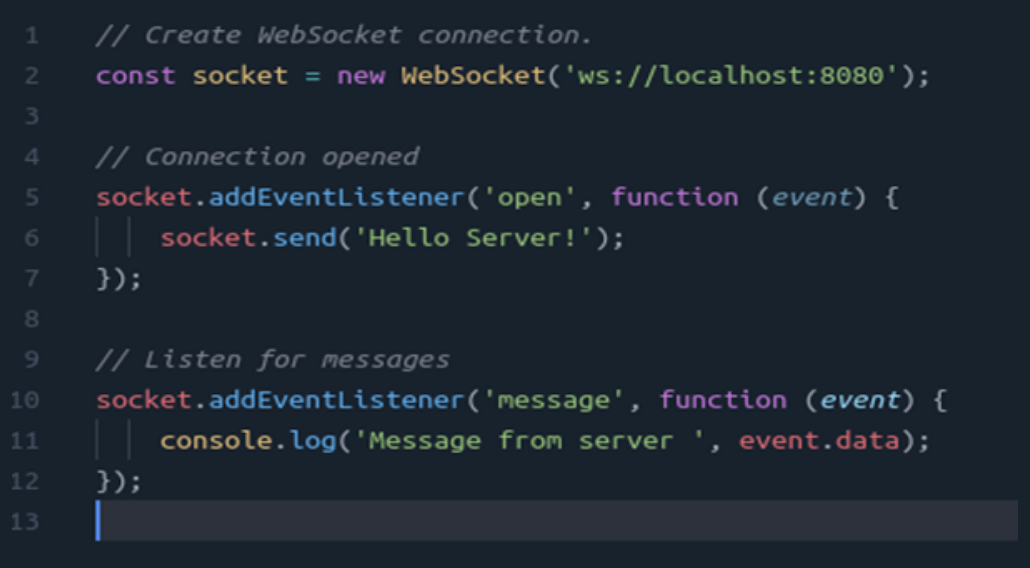 1 // Create WebSocket connection.
2 const socket = new WebSocket('ws://localhost:8080');
3
4 // Connection opened
5 socket.addEventListener('open', function (event) {
6     socket.send('Hello Server!');
7 });
8
9 // Listen for messages
10 socket.addEventListener('message', function (event) {
11     console.log('Message from server ', event.data);
12 });
13